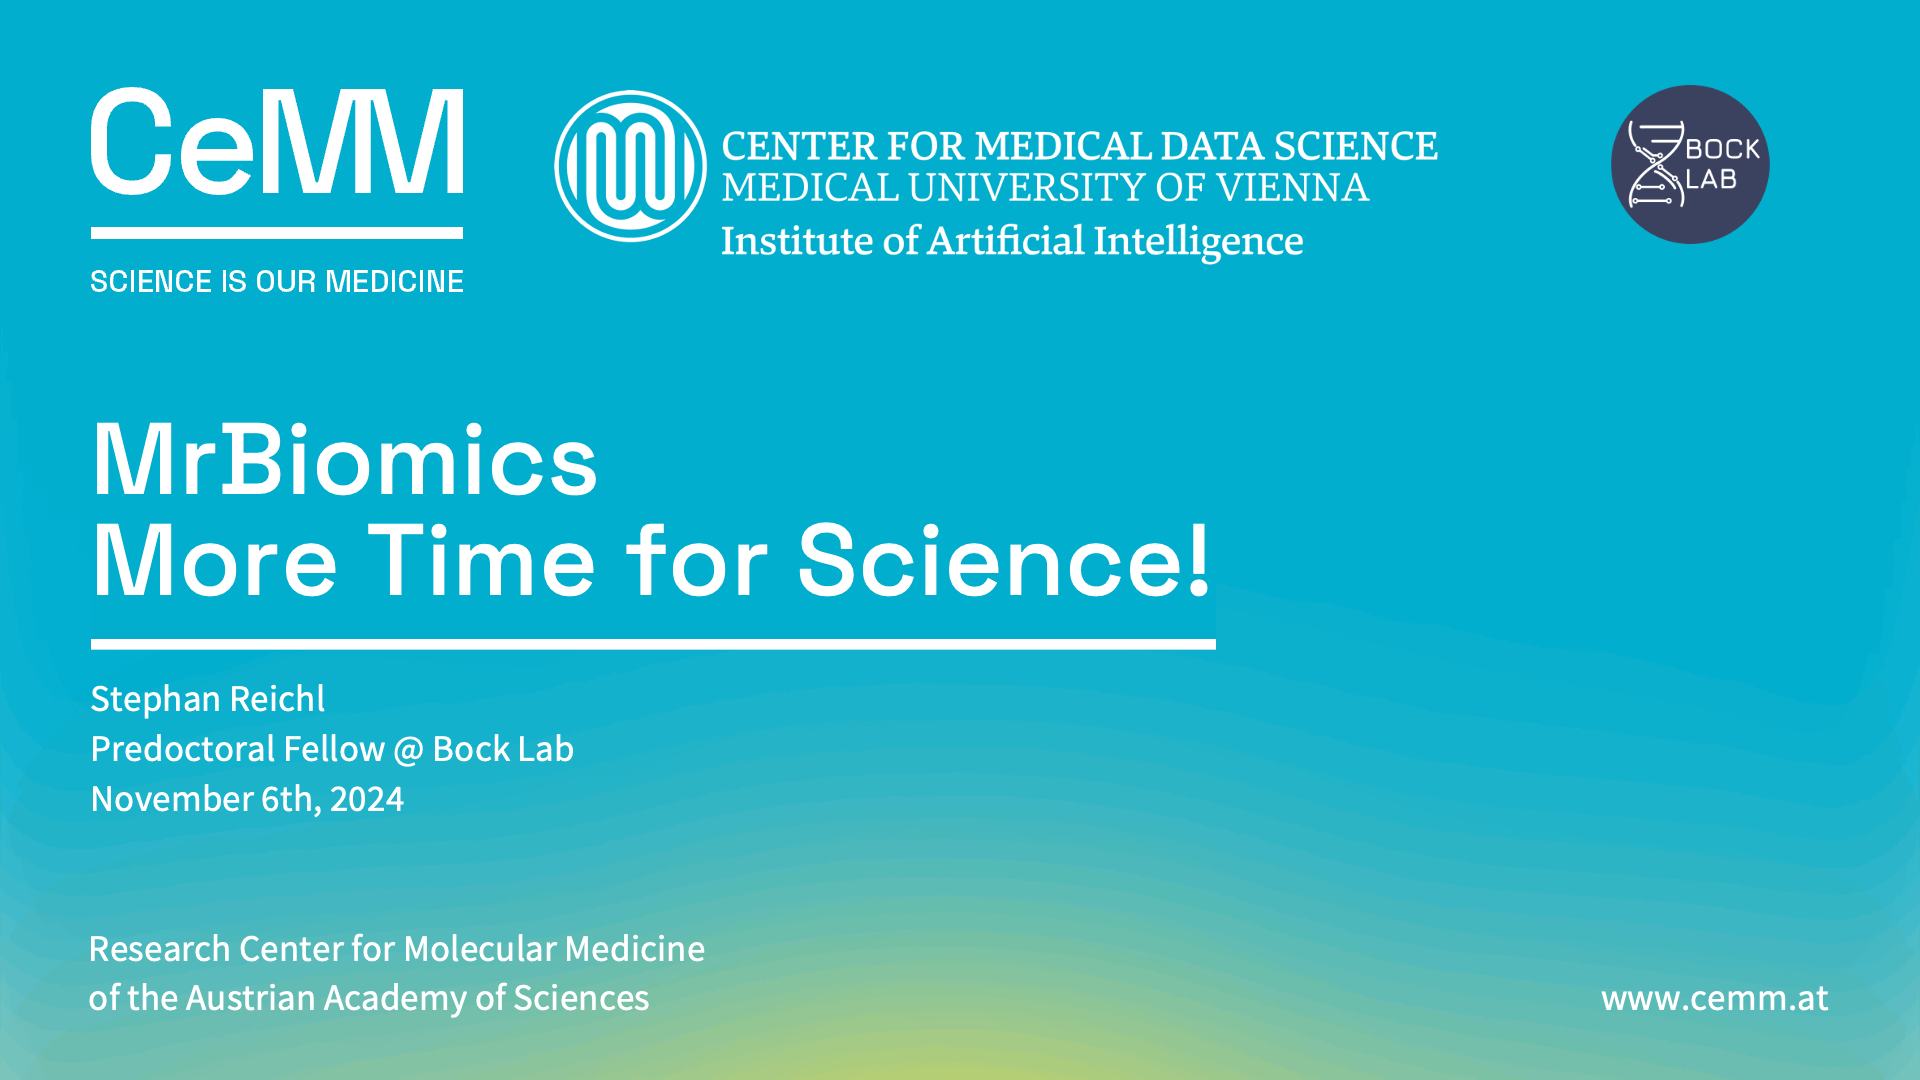 CeMM
SCIENCE IS OUR MEDICINE
CENTER FOR MEDICAL DATA SCIENCE
MEDICAL UNIVERSITY OF VIENNA
Institute of Artificial Intelligence
BOCK
LAB
MrBiomics
More Time for Science!
Stephan Reichl
Predoctoral Fellow @ Bock Lab
November 6th, 2024
Research Center for Molecular Medicine
of the Austrian Academy of Sciences
www.cemm.at